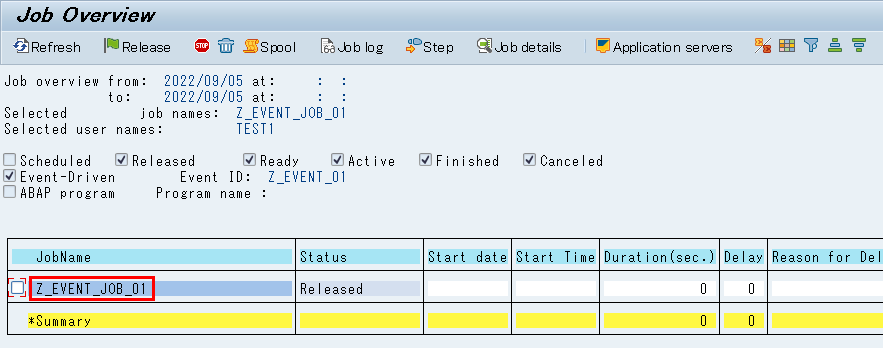 Job Overview
Refresh Release STOP Spool Job log Step Job details Application servers
Job overview from: 2022/09/05 at: : :
to: 2022/09/05 at: : :
Selected job names: Z_EVENT_JOB_01
Selected user names: TEST1
Scheduled Released Ready Active Finished Canceled
Event-Driven Event ID: Z_EVENT_01
ABAP program Program name :
JobName Status Start date Start Time Duration(sec.) Delay Reason for Del
Z_EVENT_JOB_01 Released 0 0
*Summary 0 0